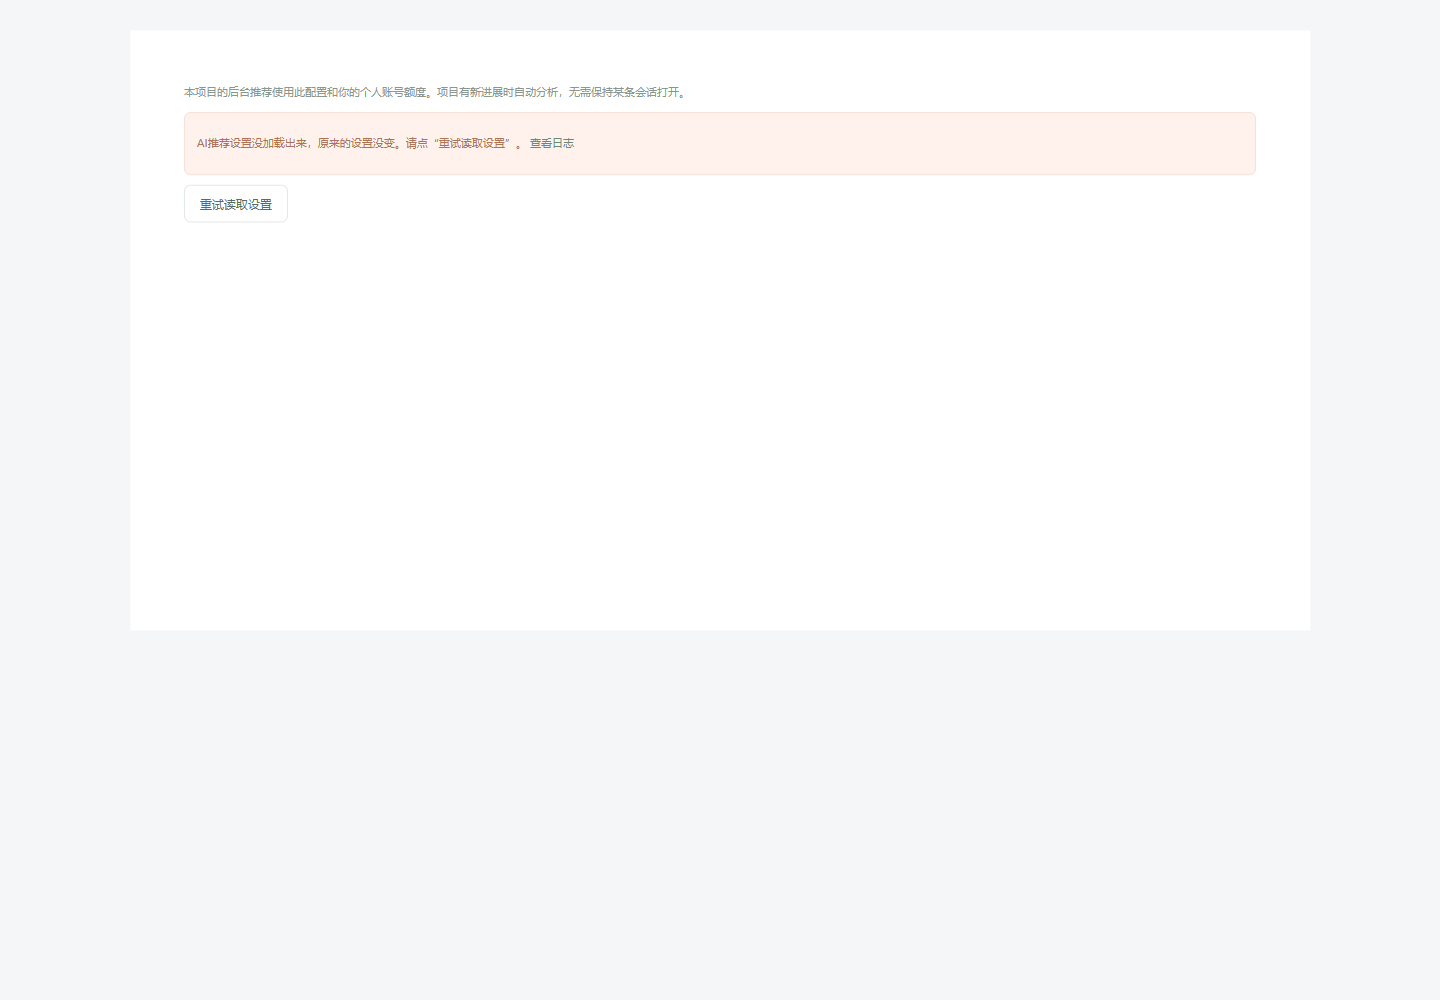 本项目的后台推荐使用此配置和你的个人账号额度。项目有新进展时自动分析，无需保持某条会话打开。
AI推荐设置没加载出来，原来的设置没变。请点“重试读取设置”。 查看日志
重试读取设置